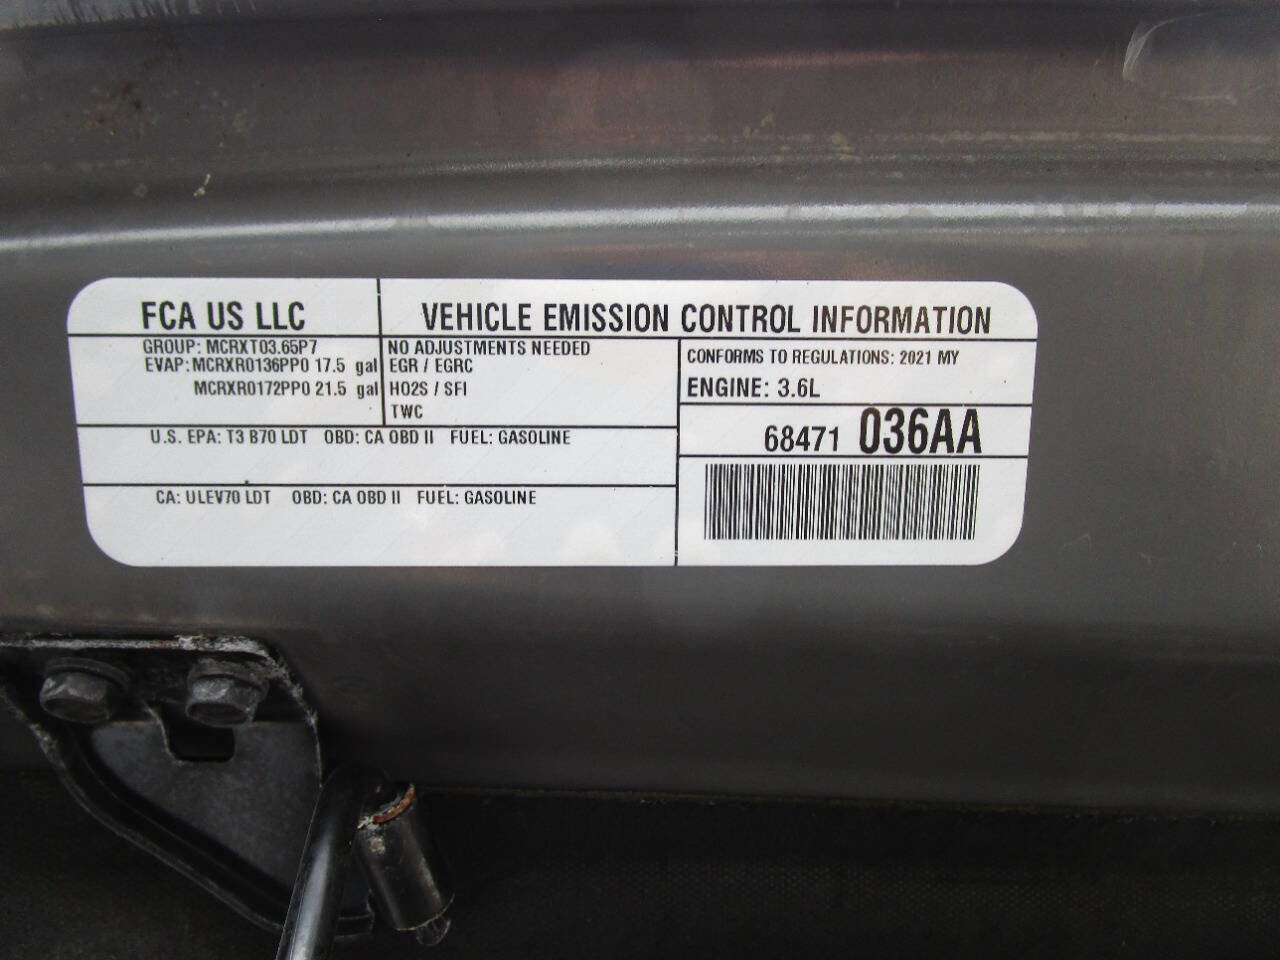 FCA US LLC
VEHICLE EMISSION CONTROL INFORMATION
GROUP: MCRXT03.65P7
EVAP: MCRXR0136PP0 17.5 gal
MCRXR0172PP0 21.5 gal
NO ADJUSTMENTS NEEDED
EGR / EGRC
HO2S / SFI
TWC
CONFORMS TO REGULATIONS: 2021 MY
ENGINE: 3.6L
68471 036AA
U.S. EPA: T3 B70 LDT OBD: CA OBD II FUEL: GASOLINE
CA: ULEV70 LDT OBD: CA OBD II FUEL: GASOLINE